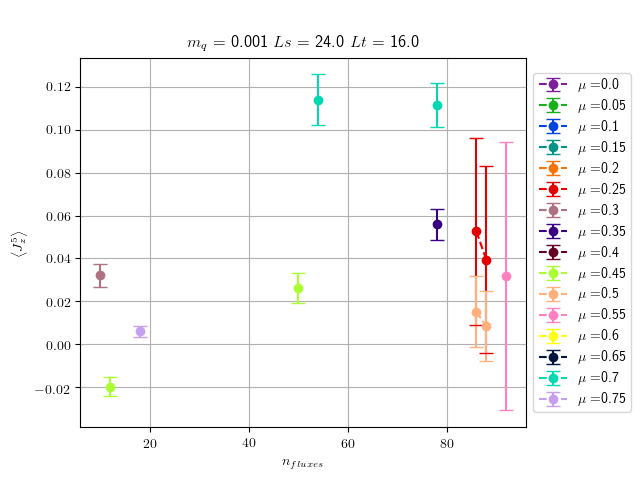 m_q = 0.001 Ls = 24.0 Lt = 16.0
0.12
0.10
0.08
0.06
0.04
0.02
0.00
−0.02
⟨J_z^5⟩
20
40
60
80
n_{fluxes}
μ =0.0
μ =0.05
μ =0.1
μ =0.15
μ =0.2
μ =0.25
μ =0.3
μ =0.35
μ =0.4
μ =0.45
μ =0.5
μ =0.55
μ =0.6
μ =0.65
μ =0.7
μ =0.75